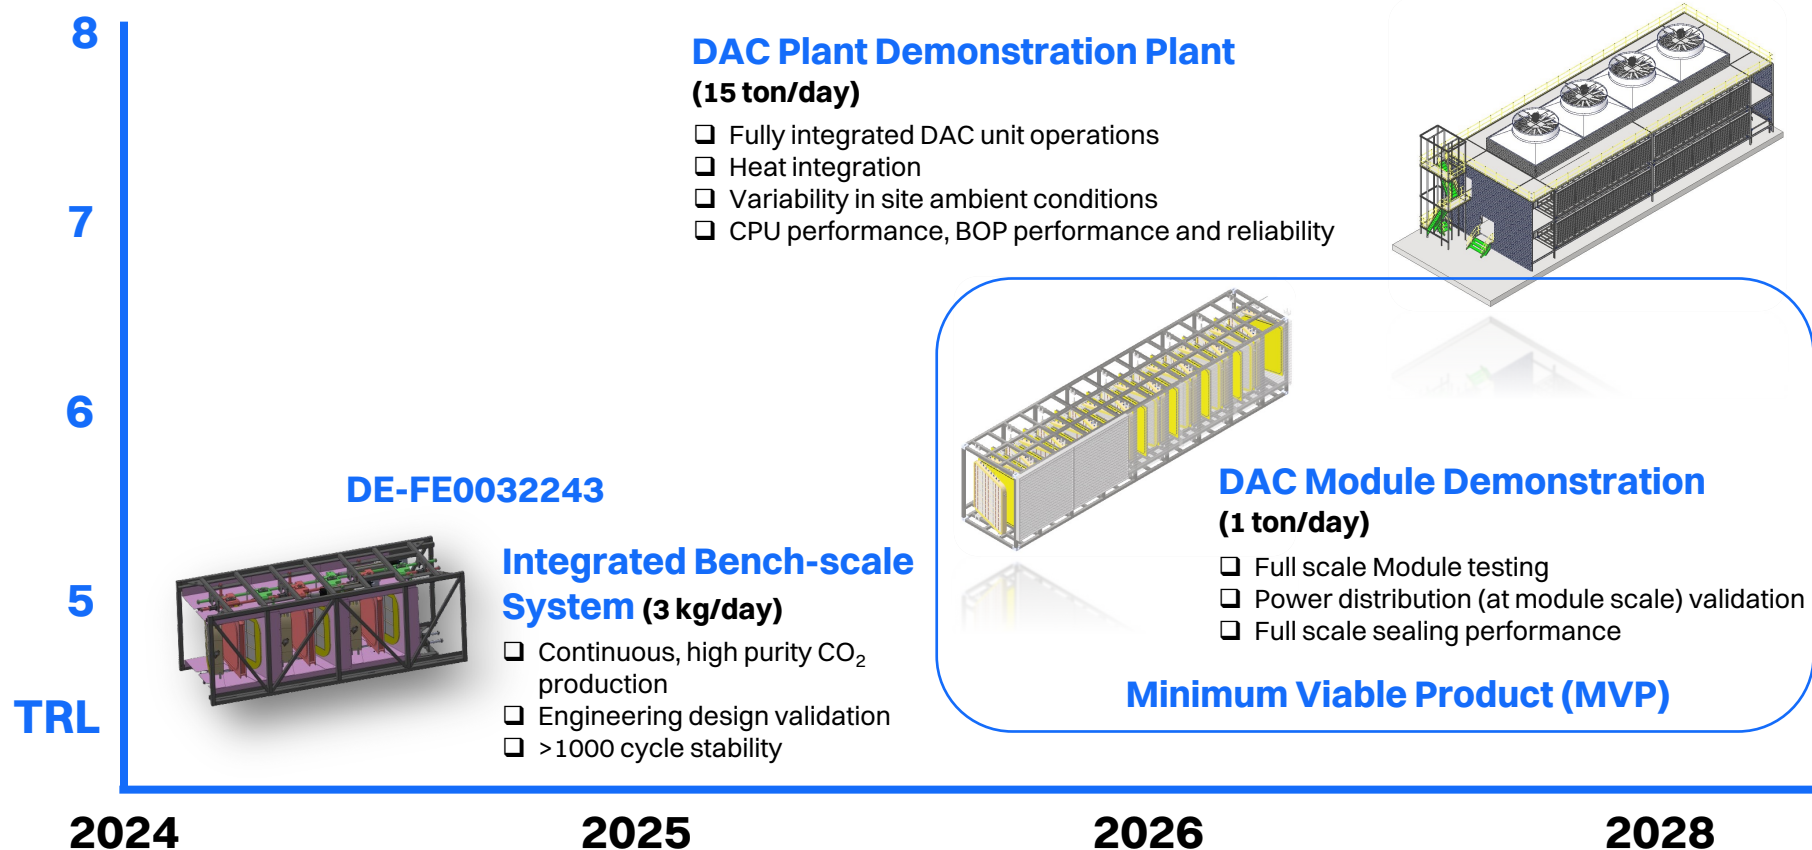 8
DAC Plant Demonstration Plant
(15 ton/day)
❑ Fully integrated DAC unit operations
❑ Heat integration
❑ Variability in site ambient conditions
❑ CPU performance, BOP performance and reliability
7
6
DE-FE0032243
Integrated Bench-scale
System (3 kg/day)
❑ Continuous, high purity CO₂
production
❑ Engineering design validation
❑ >1000 cycle stability
DAC Module Demonstration
(1 ton/day)
❑ Full scale Module testing
❑ Power distribution (at module scale) validation
❑ Full scale sealing performance
Minimum Viable Product (MVP)
5
TRL
2024 2025 2026 2028